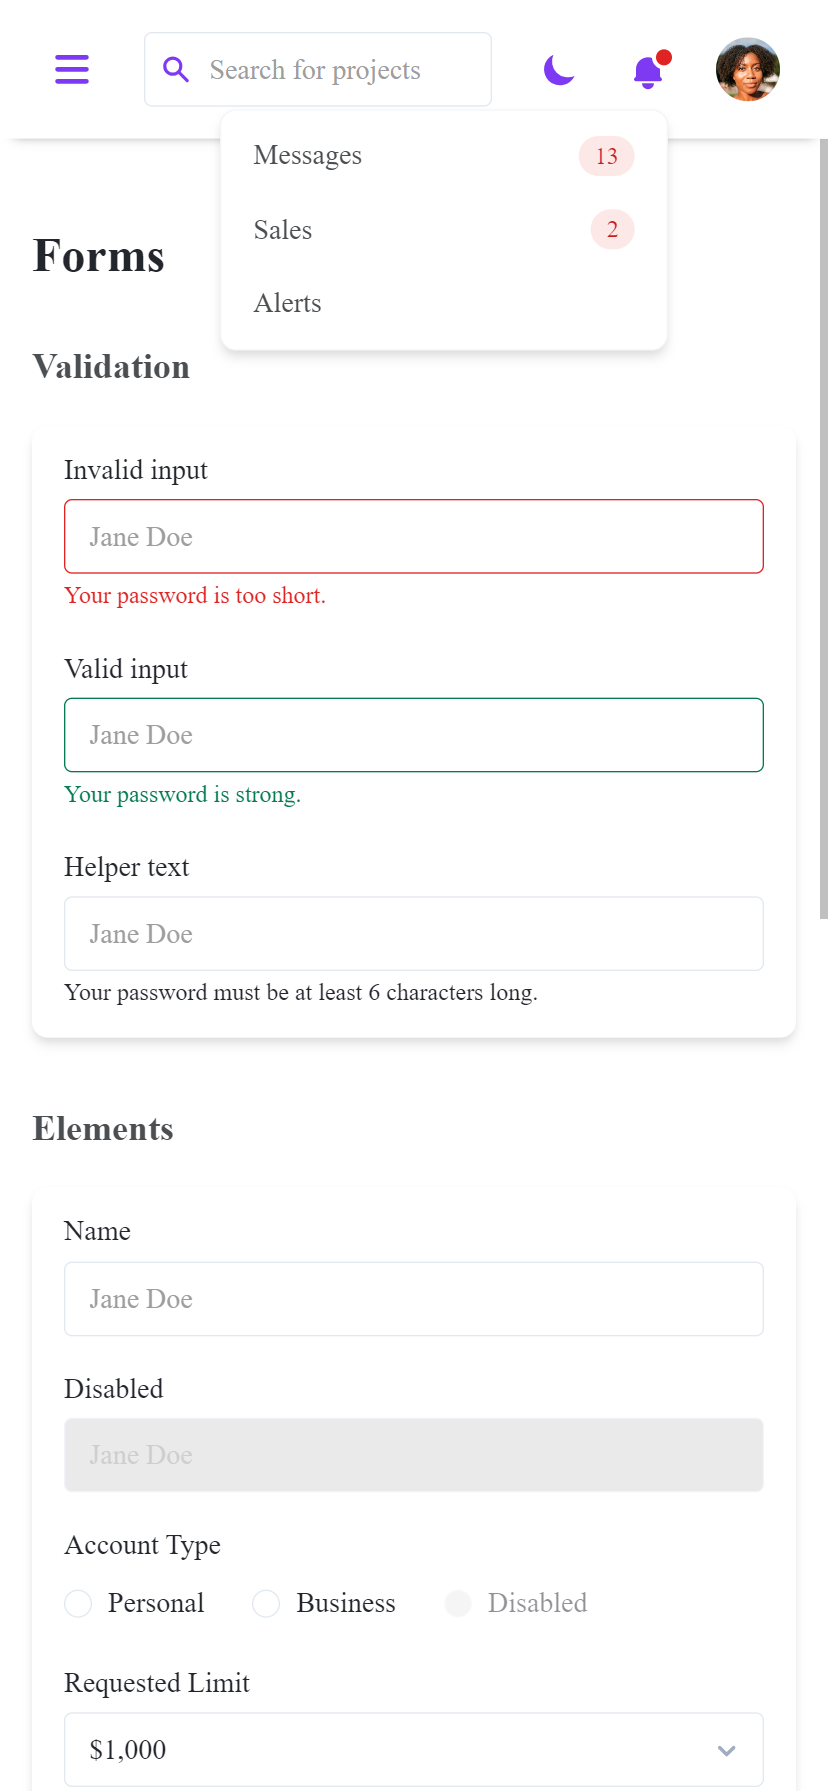 Search for projects
Messages 13
Sales 2
Alerts
Forms
Validation
Invalid input
Jane Doe
Your password is too short.
Valid input
Jane Doe
Your password is strong.
Helper text
Jane Doe
Your password must be at least 6 characters long.
Elements
Name
Jane Doe
Disabled
Jane Doe
Account Type
Personal Business Disabled
Requested Limit
$1,000